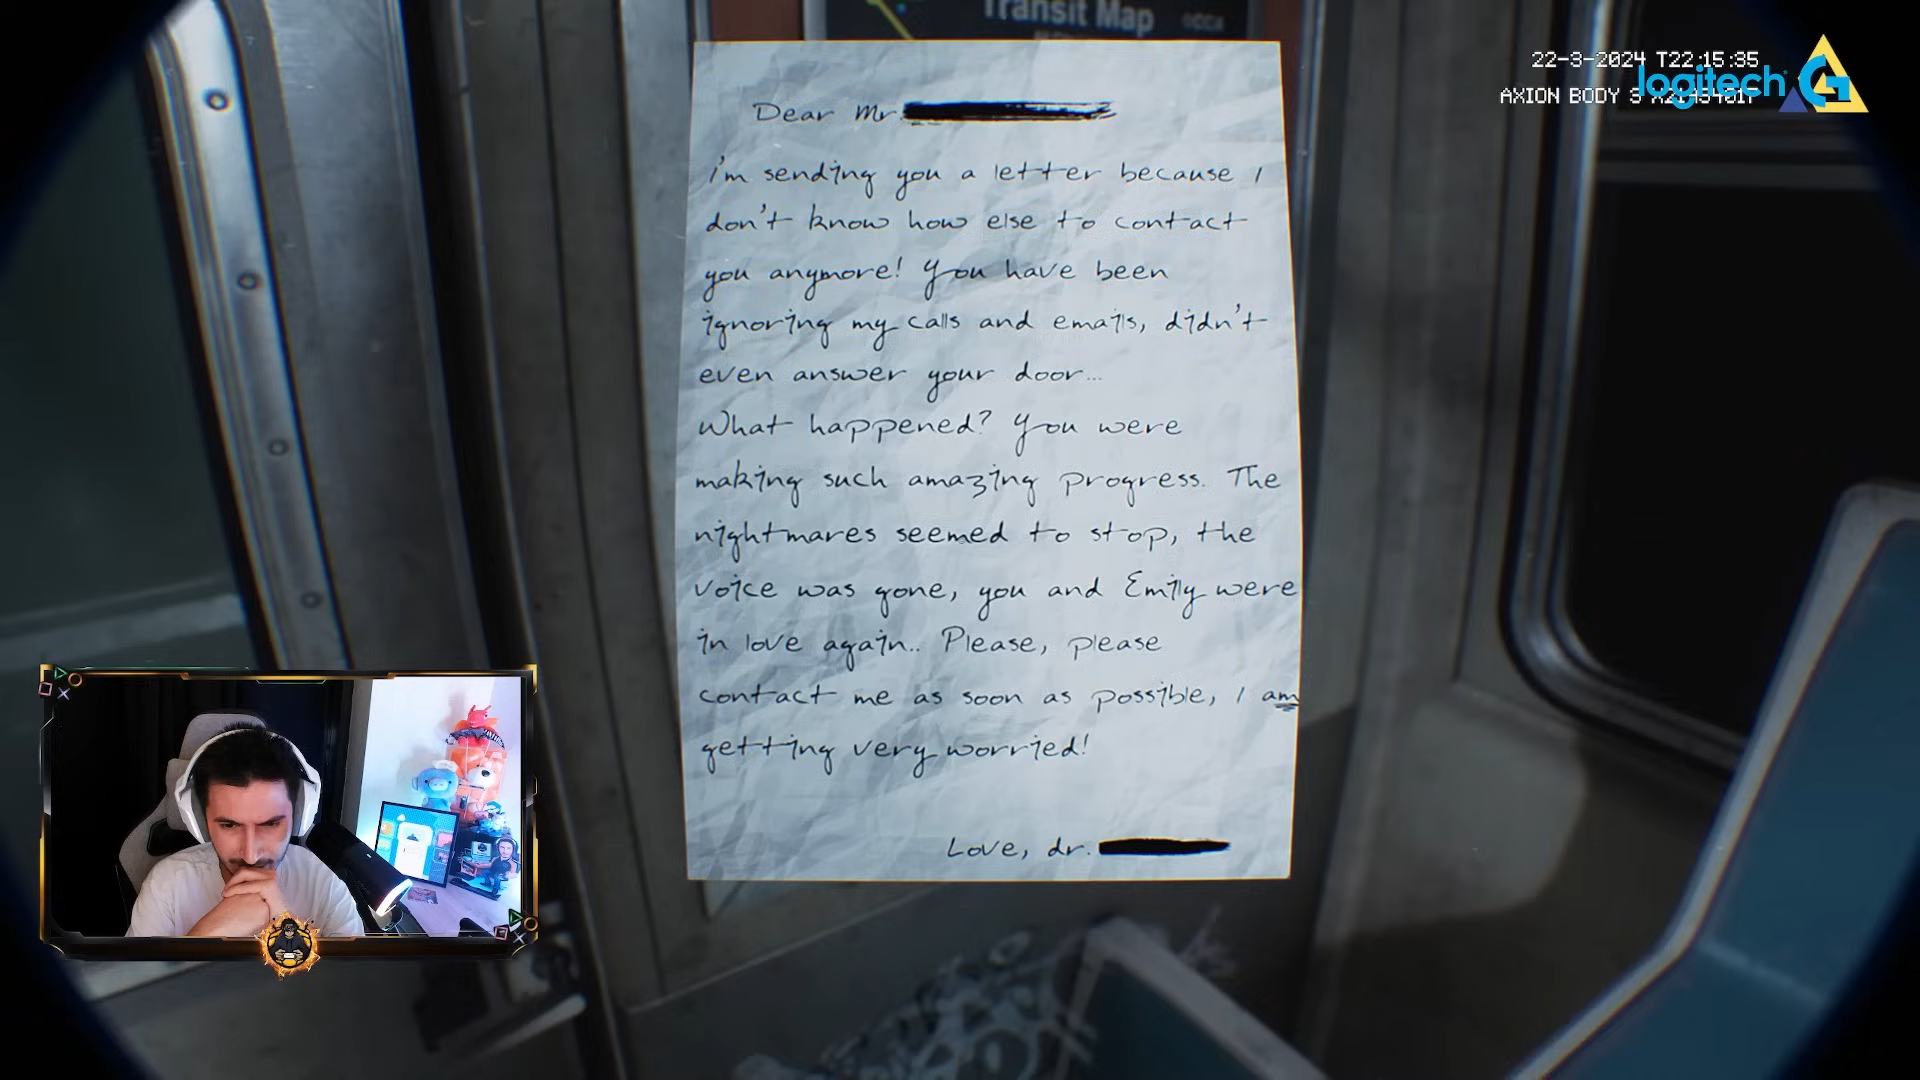 Transit Map
22-3-2024 T22:15:35
logitech G
AXION BODY 3
Dear Mr.
i'm sending you a letter because I
don't know how else to contact
you anymore! You have been
ignoring my calls and emails, didn't
even answer your door...
What happened? You were
making such amazing progress. The
nightmares seemed to stop, the
voice was gone, you and Emily were
in love again.. Please, please
contact me as soon as possible, I am
getting very worried!
Love, dr.